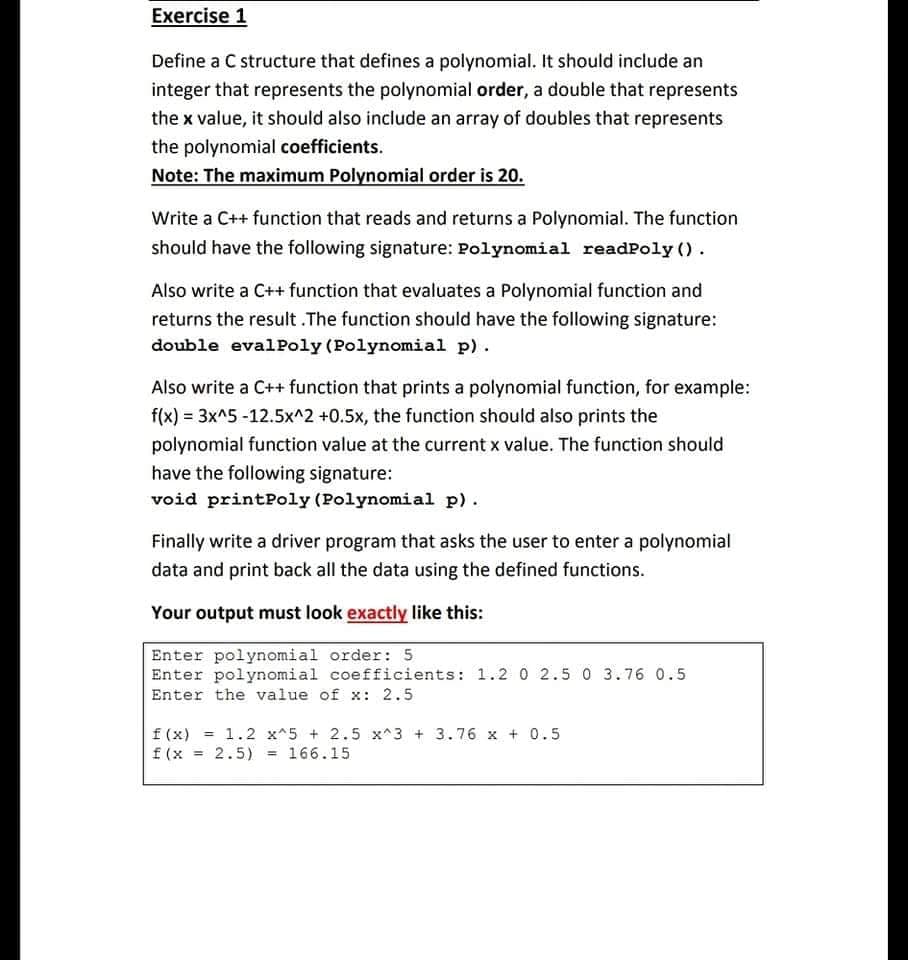 Exercise 1
Define a C structure that defines a polynomial. It should include an
integer that represents the polynomial order, a double that represents
the x value, it should also include an array of doubles that represents
the polynomial coefficients.
Note: The maximum Polynomial order is 20.
Write a C++ function that reads and returns a Polynomial. The function
should have the following signature: Polynomial readPoly().
Also write a C++ function that evaluates a Polynomial function and
returns the result .The function should have the following signature:
double evalPoly(Polynomial p).
Also write a C++ function that prints a polynomial function, for example:
f(x) = 3x^5 -12.5x^2 +0.5x, the function should also prints the
polynomial function value at the current x value. The function should
have the following signature:
void printPoly(Polynomial p).
Finally write a driver program that asks the user to enter a polynomial
data and print back all the data using the defined functions.
Your output must look exactly like this:
Enter polynomial order: 5
Enter polynomial coefficients: 1.2 0 2.5 0 3.76 0.5
Enter the value of x: 2.5
f(x) = 1.2 x^5 + 2.5 x^3 + 3.76 x + 0.5
f(x = 2.5) = 166.15